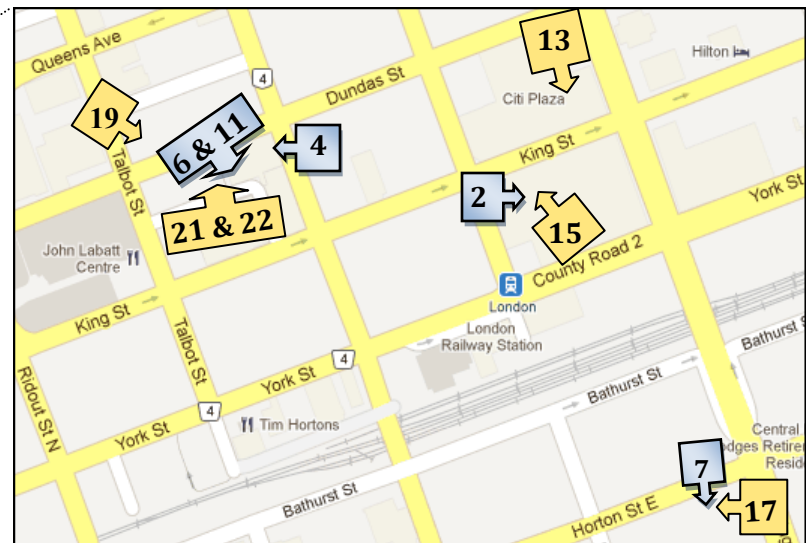 Queens Ave
4
Dundas St
13
Hilton
Citi Plaza
19
6 & 11
4
King St
Talbot St
2
York St
21 & 22
15
John Labatt
Centre
County Road 2
London
King St
Talbot St
London
Railway Station
Bathurst
4
York St
Bathurst St
Ridout St N
4
Tim Hortons
York St
Central
Retire
Resid
7
Bathurst St
17
Horton St E